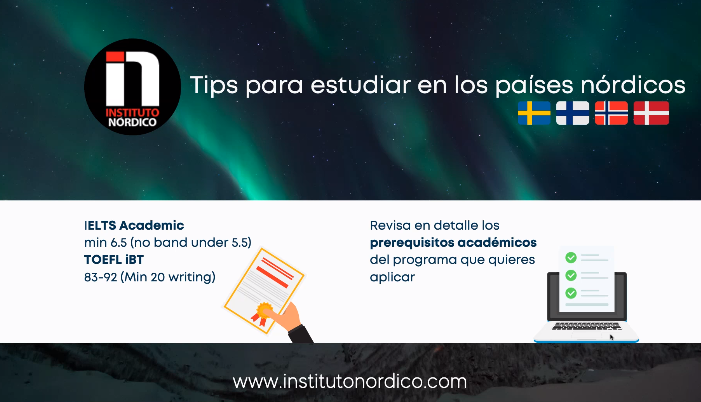 INSTITUTO
NÓRDICO
Tips para estudiar en los países nórdicos
IELTS Academic
min 6.5 (no band under 5.5)
TOEFL iBT
83-92 (Min 20 writing)
Revisa en detalle los
prerequisitos académicos
del programa que quieres
aplicar
www.institutonordico.com